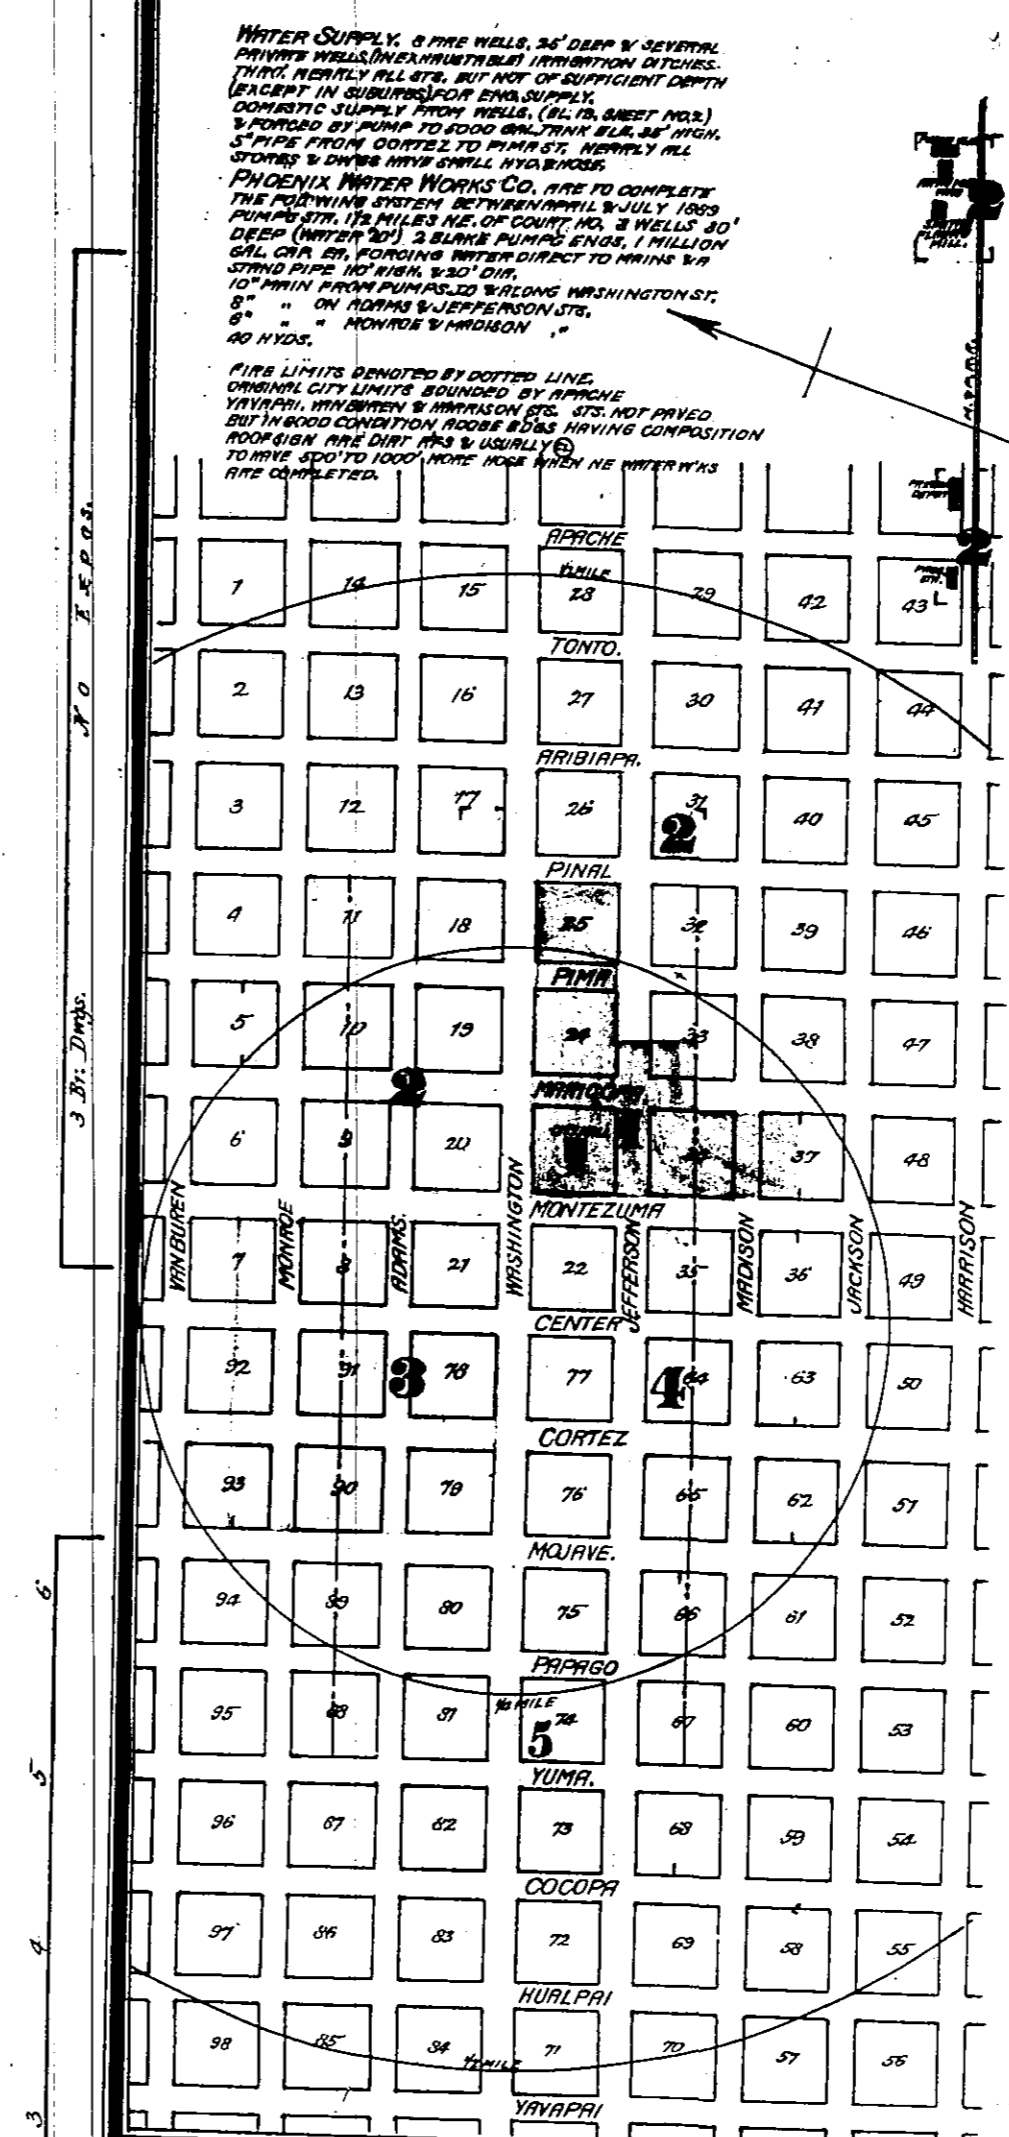 WATER SUPPLY. 8 FIRE WELLS, 25' DEEP & SEVERAL
PRIVATE WELLS (INEXHAUSTABLE) IRRIGATION DITCHES.
THRO. NEARLY ALL STS. BUT NOT OF SUFFICIENT DEPTH
(EXCEPT IN SUBURBS) FOR ENG. SUPPLY.
DOMESTIC SUPPLY FROM WELLS, (BL. 19, SHEET NO. 2)
& FORCED BY PUMP TO 5000 GAL. TANK ELE. 35' HIGH.
5" PIPE FROM CORTEZ TO PIMA ST. NEARLY ALL
STORES & DWGS HAVE SMALL HYD. & HOSE.
PHOENIX WATER WORKS CO. ARE TO COMPLETE
THE FOLLOWING SYSTEM BETWEEN APRIL & JULY 1889
PUMP'G STR. 1 1/2 MILES NE. OF COURT HO. 3 WELLS 30'
DEEP (WATER 20') 2 BLAKE PUMP'G ENGS, 1 MILLION
GAL. CAP. EA. FORCING WATER DIRECT TO MAINS & A
STAND PIPE 110' HIGH, & 20' DIA.
10" MAIN FROM PUMPS TO & ALONG WASHINGTON ST.
8" " ON ADAMS & JEFFERSON STS.
6" " " MONROE & MADISON "
40 HYDS.
FIRE LIMITS DENOTED BY DOTTED LINE.
ORIGINAL CITY LIMITS BOUNDED BY APACHE
YAVAPAI, VAN BUREN & HARRISON STS. STS. NOT PAVED
BUT IN GOOD CONDITION ADOBE BDGS HAVING COMPOSITION
ROOF SIGN ARE DIRT RFS & USUALLY
TO HAVE 500' TO 1000' MORE HOSE WHEN NE WATER W'KS
ARE COMPLETED.
2
2
NO EXPOS.
APACHE
1 14 15 1/2 MILE 28 29 42 43
TONTO.
2 13 16 27 30 41 44
ARIBIAPA.
3 12 17 26 31 40 45
2
PINAL
4 11 18 25 32 39 46
PIMA
5 10 19 24 33 38 47
3 Br. Dwgs.
2
MARICOPA
6 9 20 37 48
1
MONTEZUMA
VAN BUREN MONROE ADAMS. WASHINGTON JEFFERSON MADISON JACKSON HARRISON
7 8 21 22 35 36 49
CENTER
92 91 78 77 64 63 50
3 4
CORTEZ
93 90 79 76 65 62 51
MOJAVE.
6
94 89 80 75 66 61 52
PAPAGO
1/2 MILE
95 88 81 74 67 60 53
5
YUMA.
5
96 87 82 73 68 59 54
COCOPA
4
97 86 83 72 69 58 55
HUALPAI
98 85 84 71 70 57 56
1/2 MILE
3
YAVAPAI